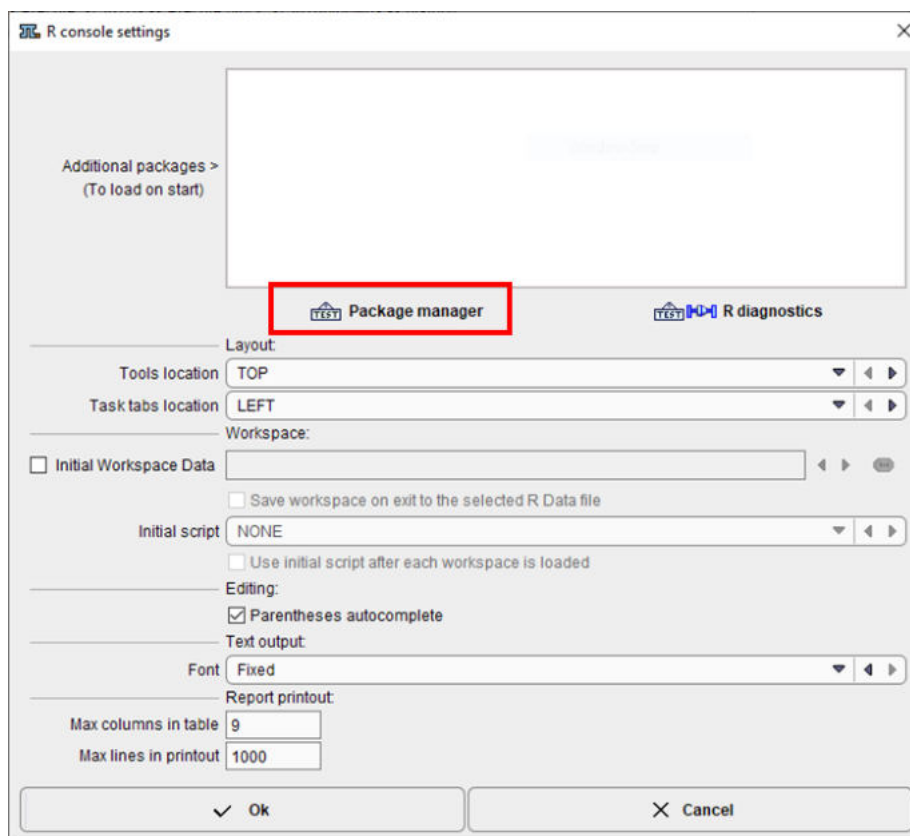 R console settings
Additional packages >
(To load on start)
TEST Package manager
TEST R diagnostics
Layout:
Tools location TOP
Task tabs location LEFT
Workspace:
Initial Workspace Data
Save workspace on exit to the selected R Data file
Initial script NONE
Use initial script after each workspace is loaded
Editing:
Parentheses autocomplete
Text output:
Font Fixed
Report printout:
Max columns in table 9
Max lines in printout 1000
Ok
Cancel